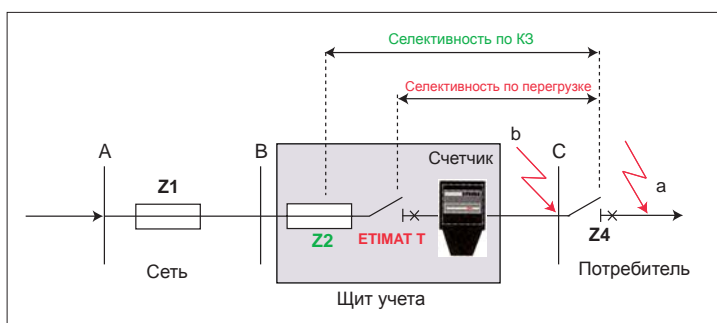 Селективность по КЗ
Селективность по перегрузке
A
B
b
C
a
Z1
Счетчик
Z2
ETIMAT T
Z4
Сеть
Потребитель
Щит учета